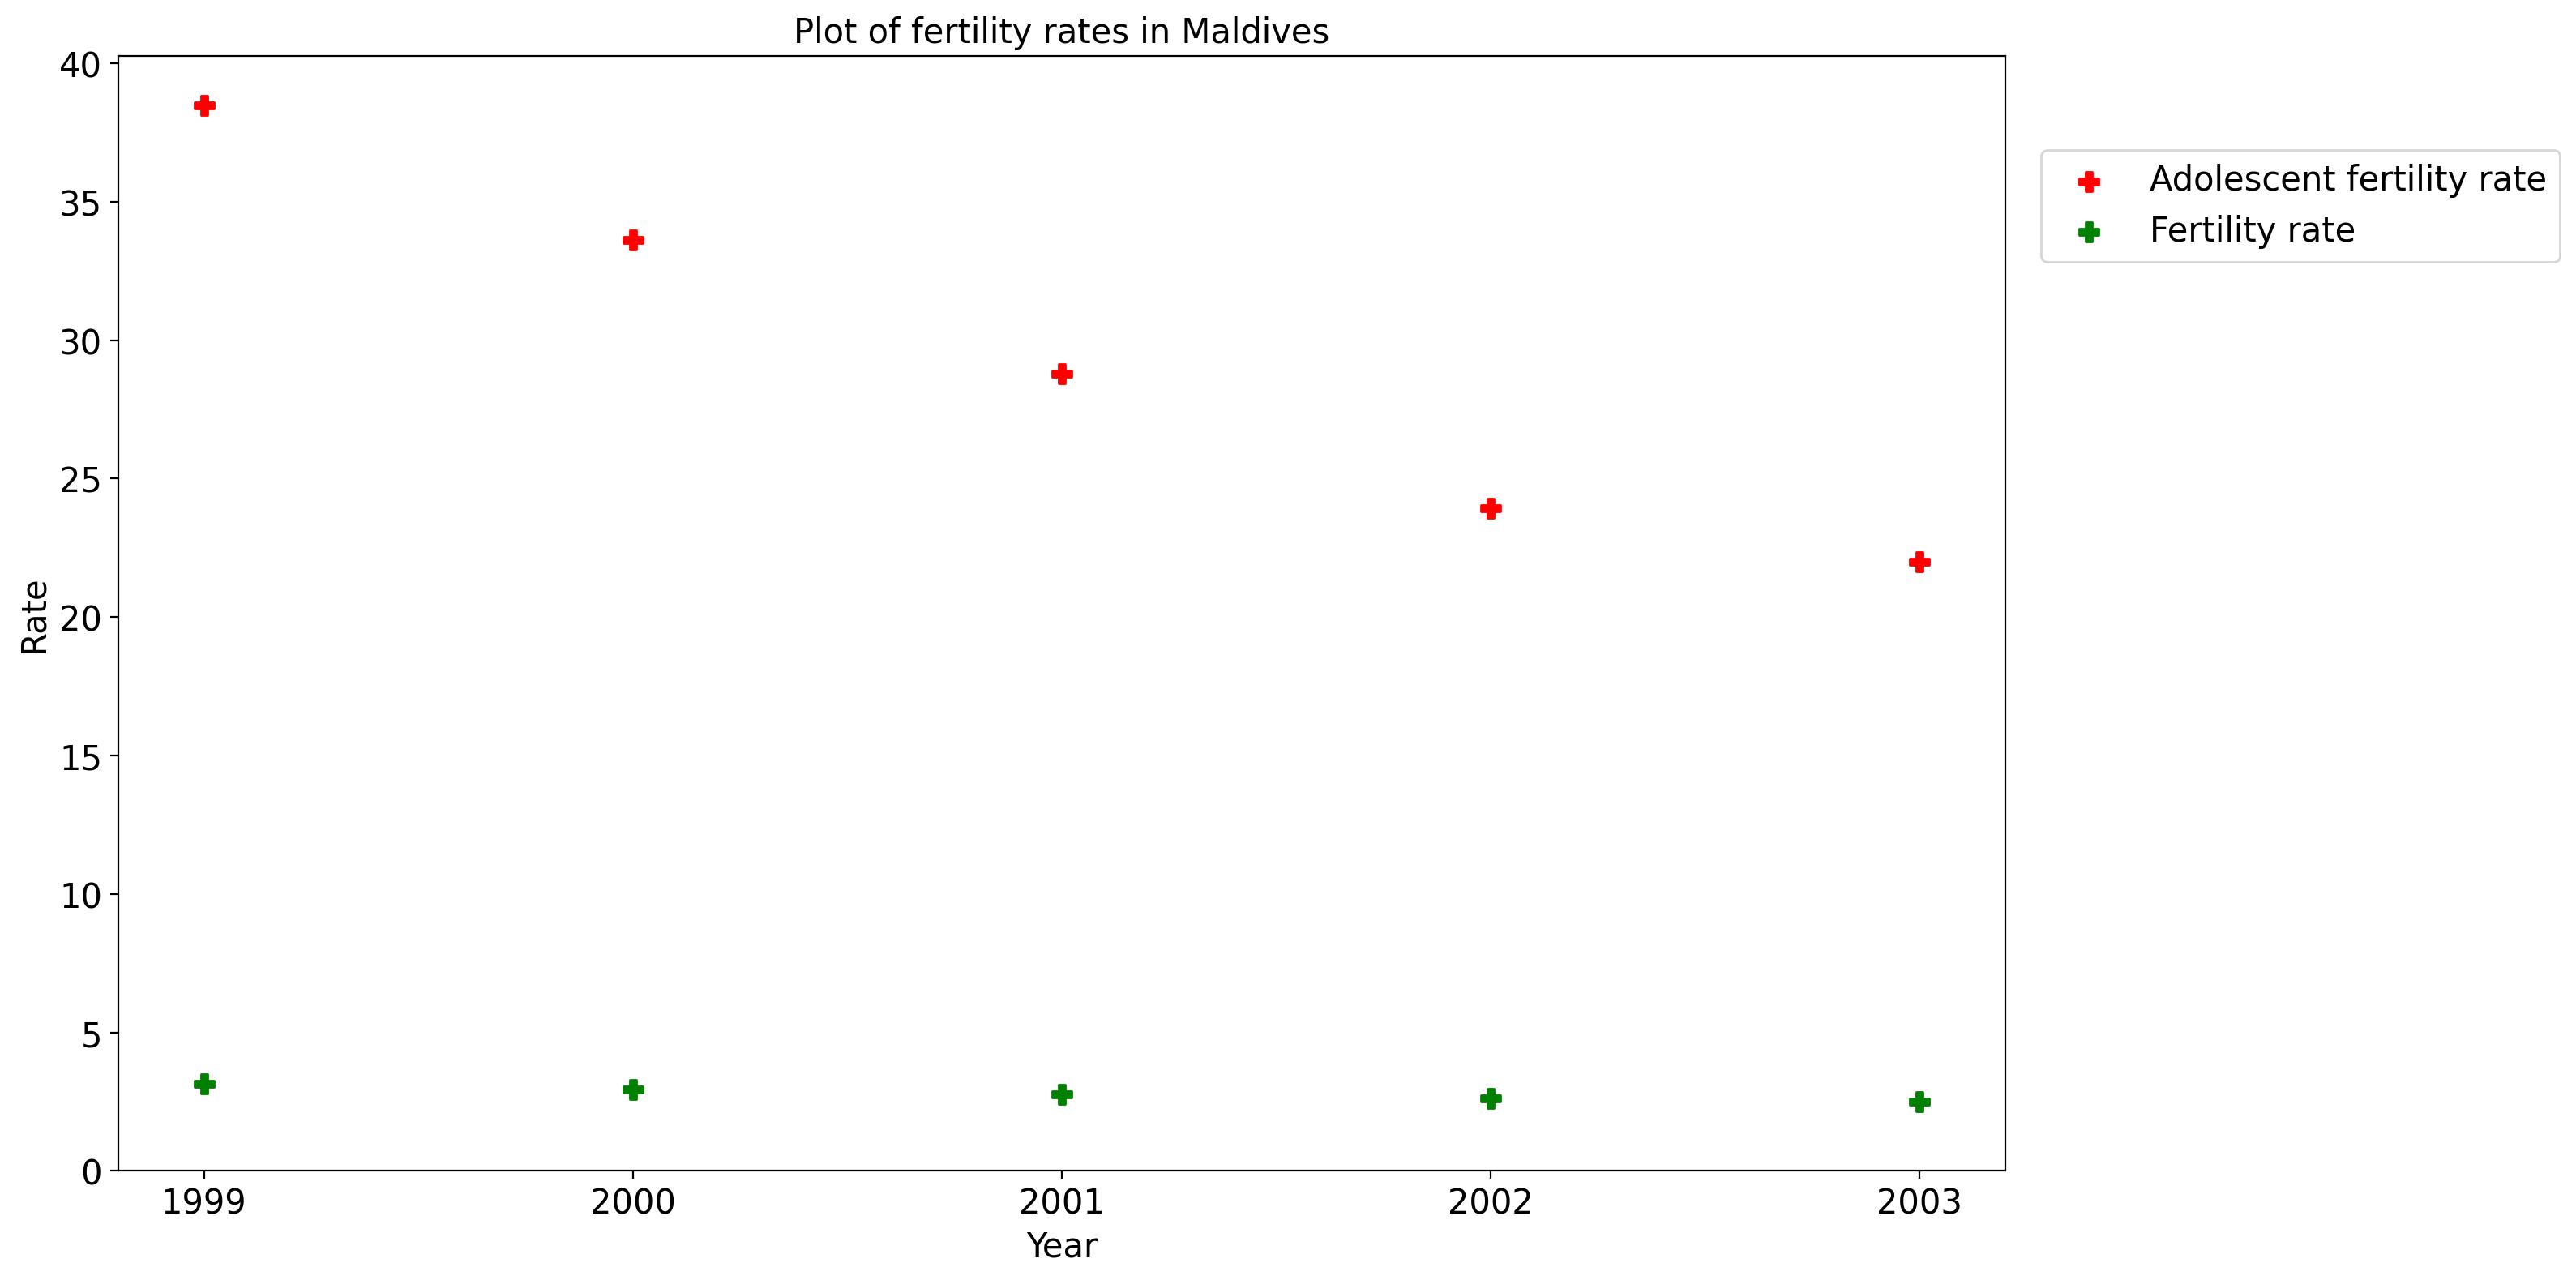 Plot of fertility rates in Maldives
40
35
30
25
20
15
10
5
0
Rate
1999 2000 2001 2002 2003
Year
Adolescent fertility rate
Fertility rate